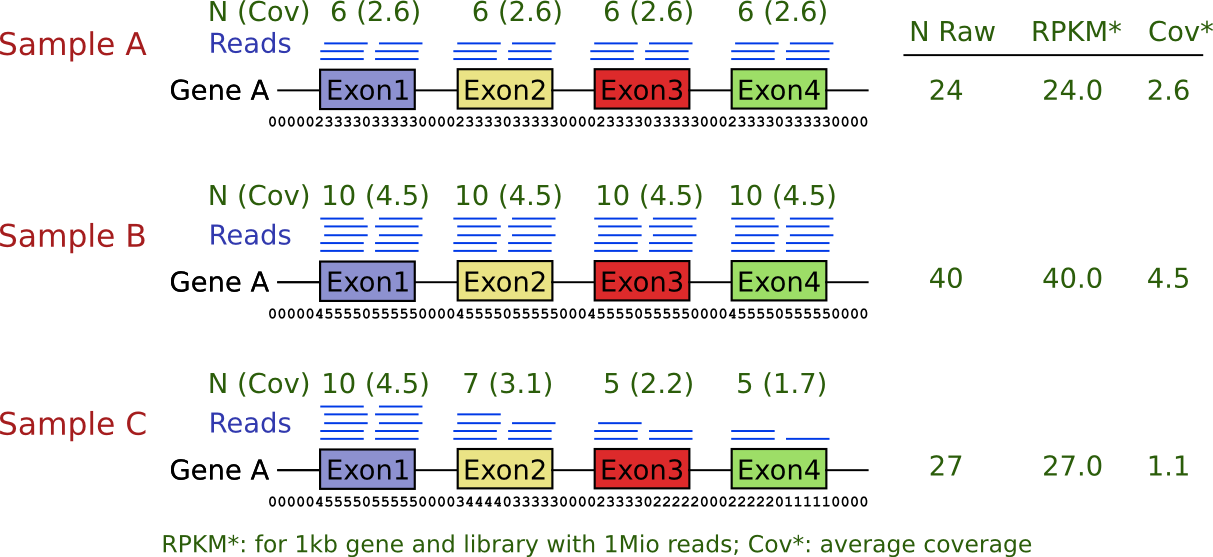 N (Cov) 6 (2.6) 6 (2.6) 6 (2.6) 6 (2.6)
N Raw RPKM* Cov*
Sample A Reads
Gene A Exon1 Exon2 Exon3 Exon4 24 24.0 2.6
00000233330333330000233330333330000233330333330000233330333330000
N (Cov) 10 (4.5) 10 (4.5) 10 (4.5) 10 (4.5)
Sample B Reads
Gene A Exon1 Exon2 Exon3 Exon4 40 40.0 4.5
0000045555055555000045555055555000455550555550000455550555550000
N (Cov) 10 (4.5) 7 (3.1) 5 (2.2) 5 (1.7)
Sample C Reads
Gene A Exon1 Exon2 Exon3 Exon4 27 27.0 1.1
0000045555055555000034444033333000023333022222000222220111110000
RPKM*: for 1kb gene and library with 1Mio reads; Cov*: average coverage